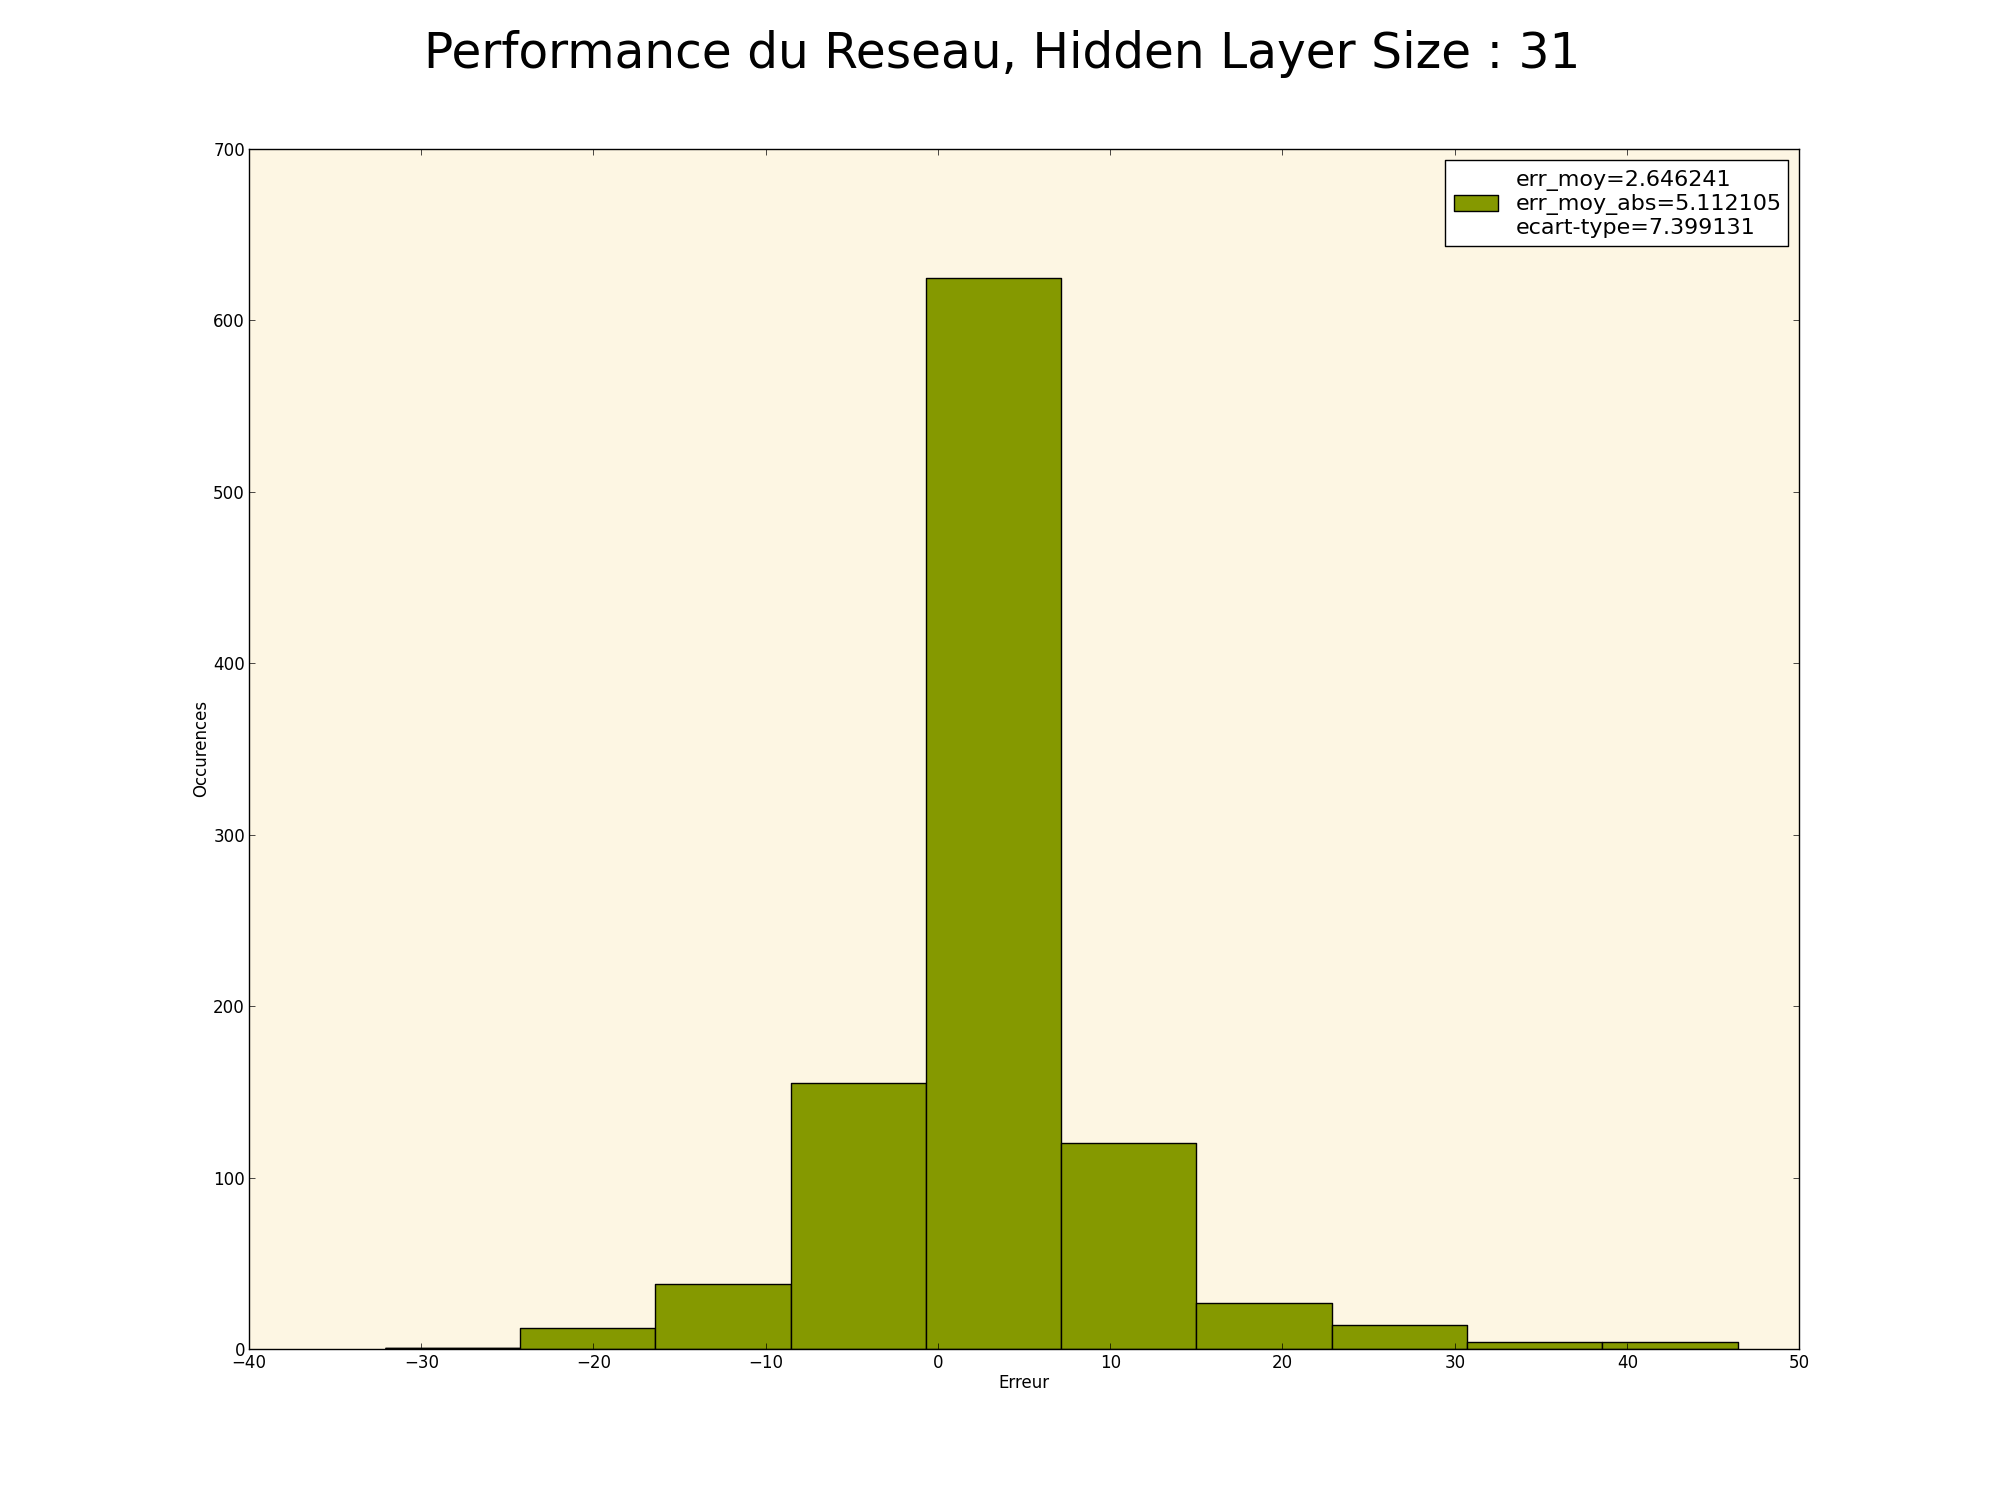 Performance du Reseau, Hidden Layer Size : 31
700
err_moy=2.646241
err_moy_abs=5.112105
ecart-type=7.399131
600
500
400
Occurences
300
200
100
0
−40 −30 −20 −10 0 10 20 30 40 50
Erreur